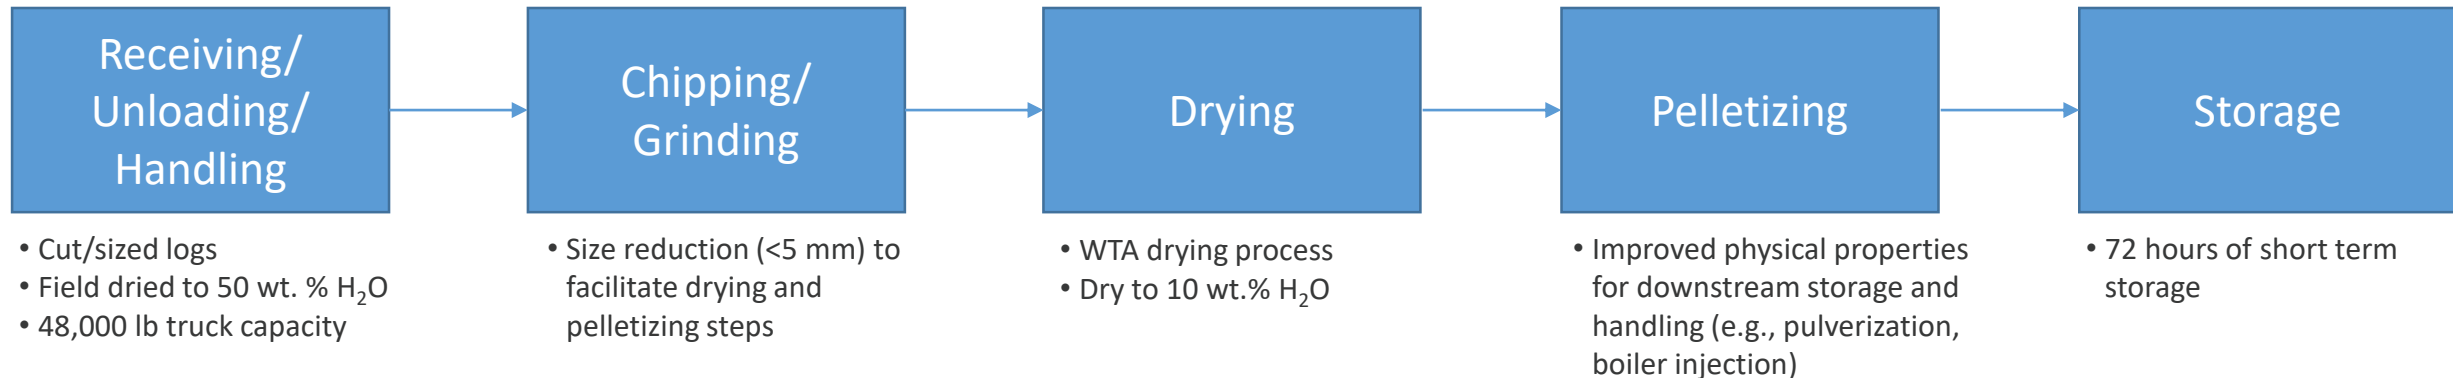 Receiving/
Unloading/
Handling
• Cut/sized logs
• Field dried to 50 wt. % H₂O
• 48,000 lb truck capacity
Chipping/
Grinding
• Size reduction (<5 mm) to
facilitate drying and
pelletizing steps
Drying
• WTA drying process
• Dry to 10 wt.% H₂O
Pelletizing
• Improved physical properties
for downstream storage and
handling (e.g., pulverization,
boiler injection)
Storage
• 72 hours of short term
storage